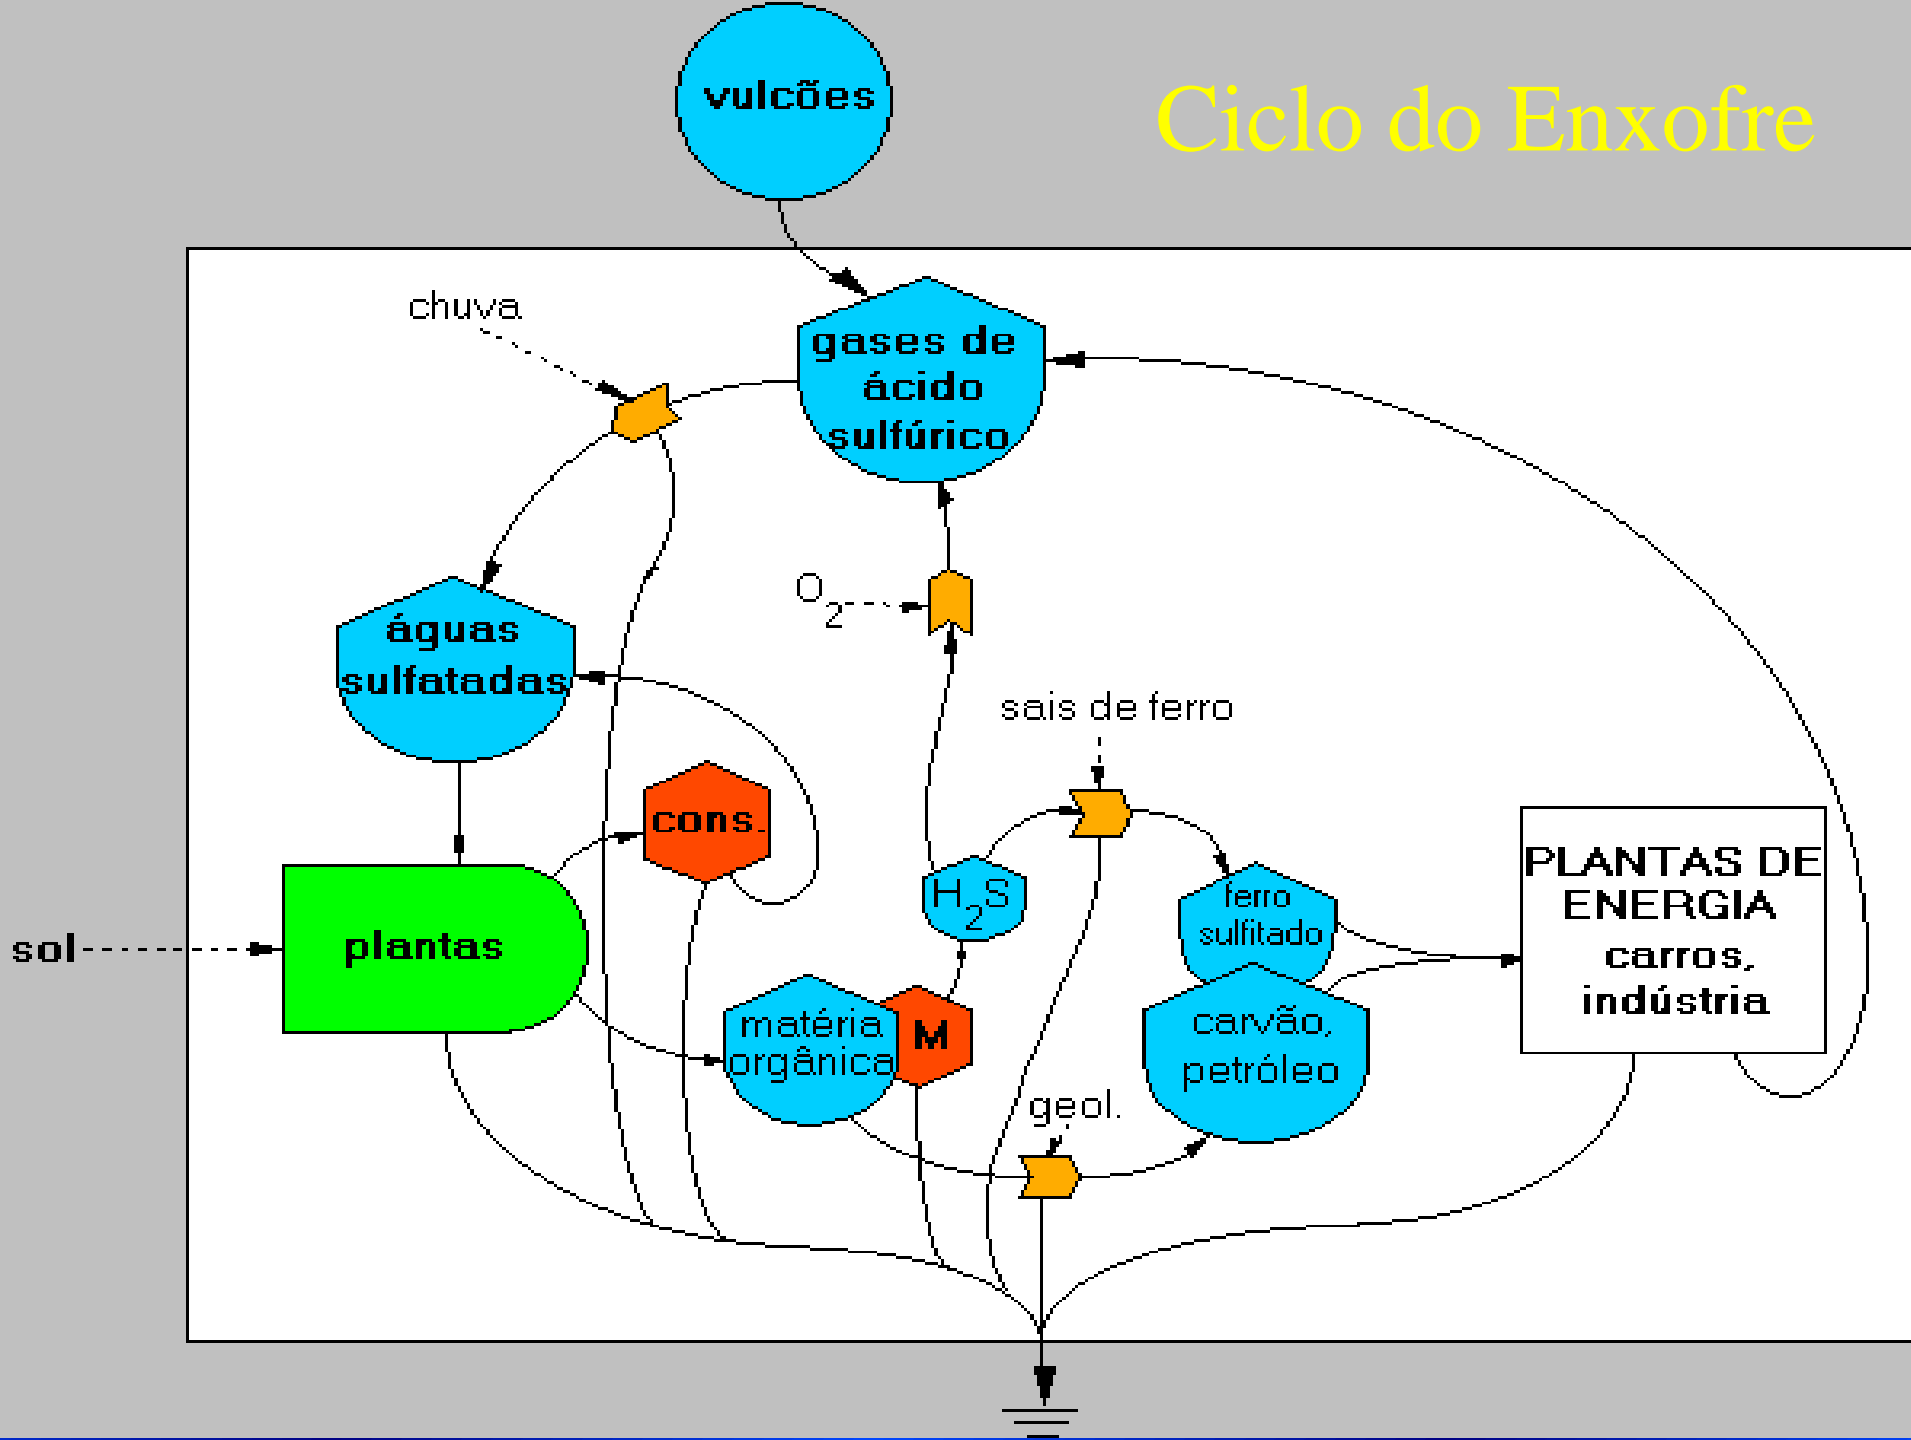 vulcões
Ciclo do Enxofre
chuva
gases de
ácido
sulfúrico
O2
águas
sulfatadas
sais de ferro
cons.
H2S
ferro
sulfitado
PLANTAS DE
ENERGIA
carros,
indústria
sol
plantas
matéria
orgânica
M
carvão,
petróleo
geol.